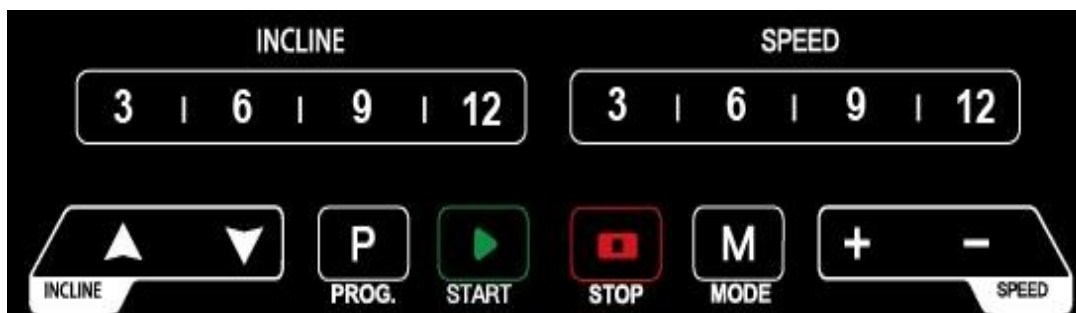 INCLINE SPEED
3 | 6 | 9 | 12 3 | 6 | 9 | 12
P M + −
INCLINE PROG. START STOP MODE SPEED